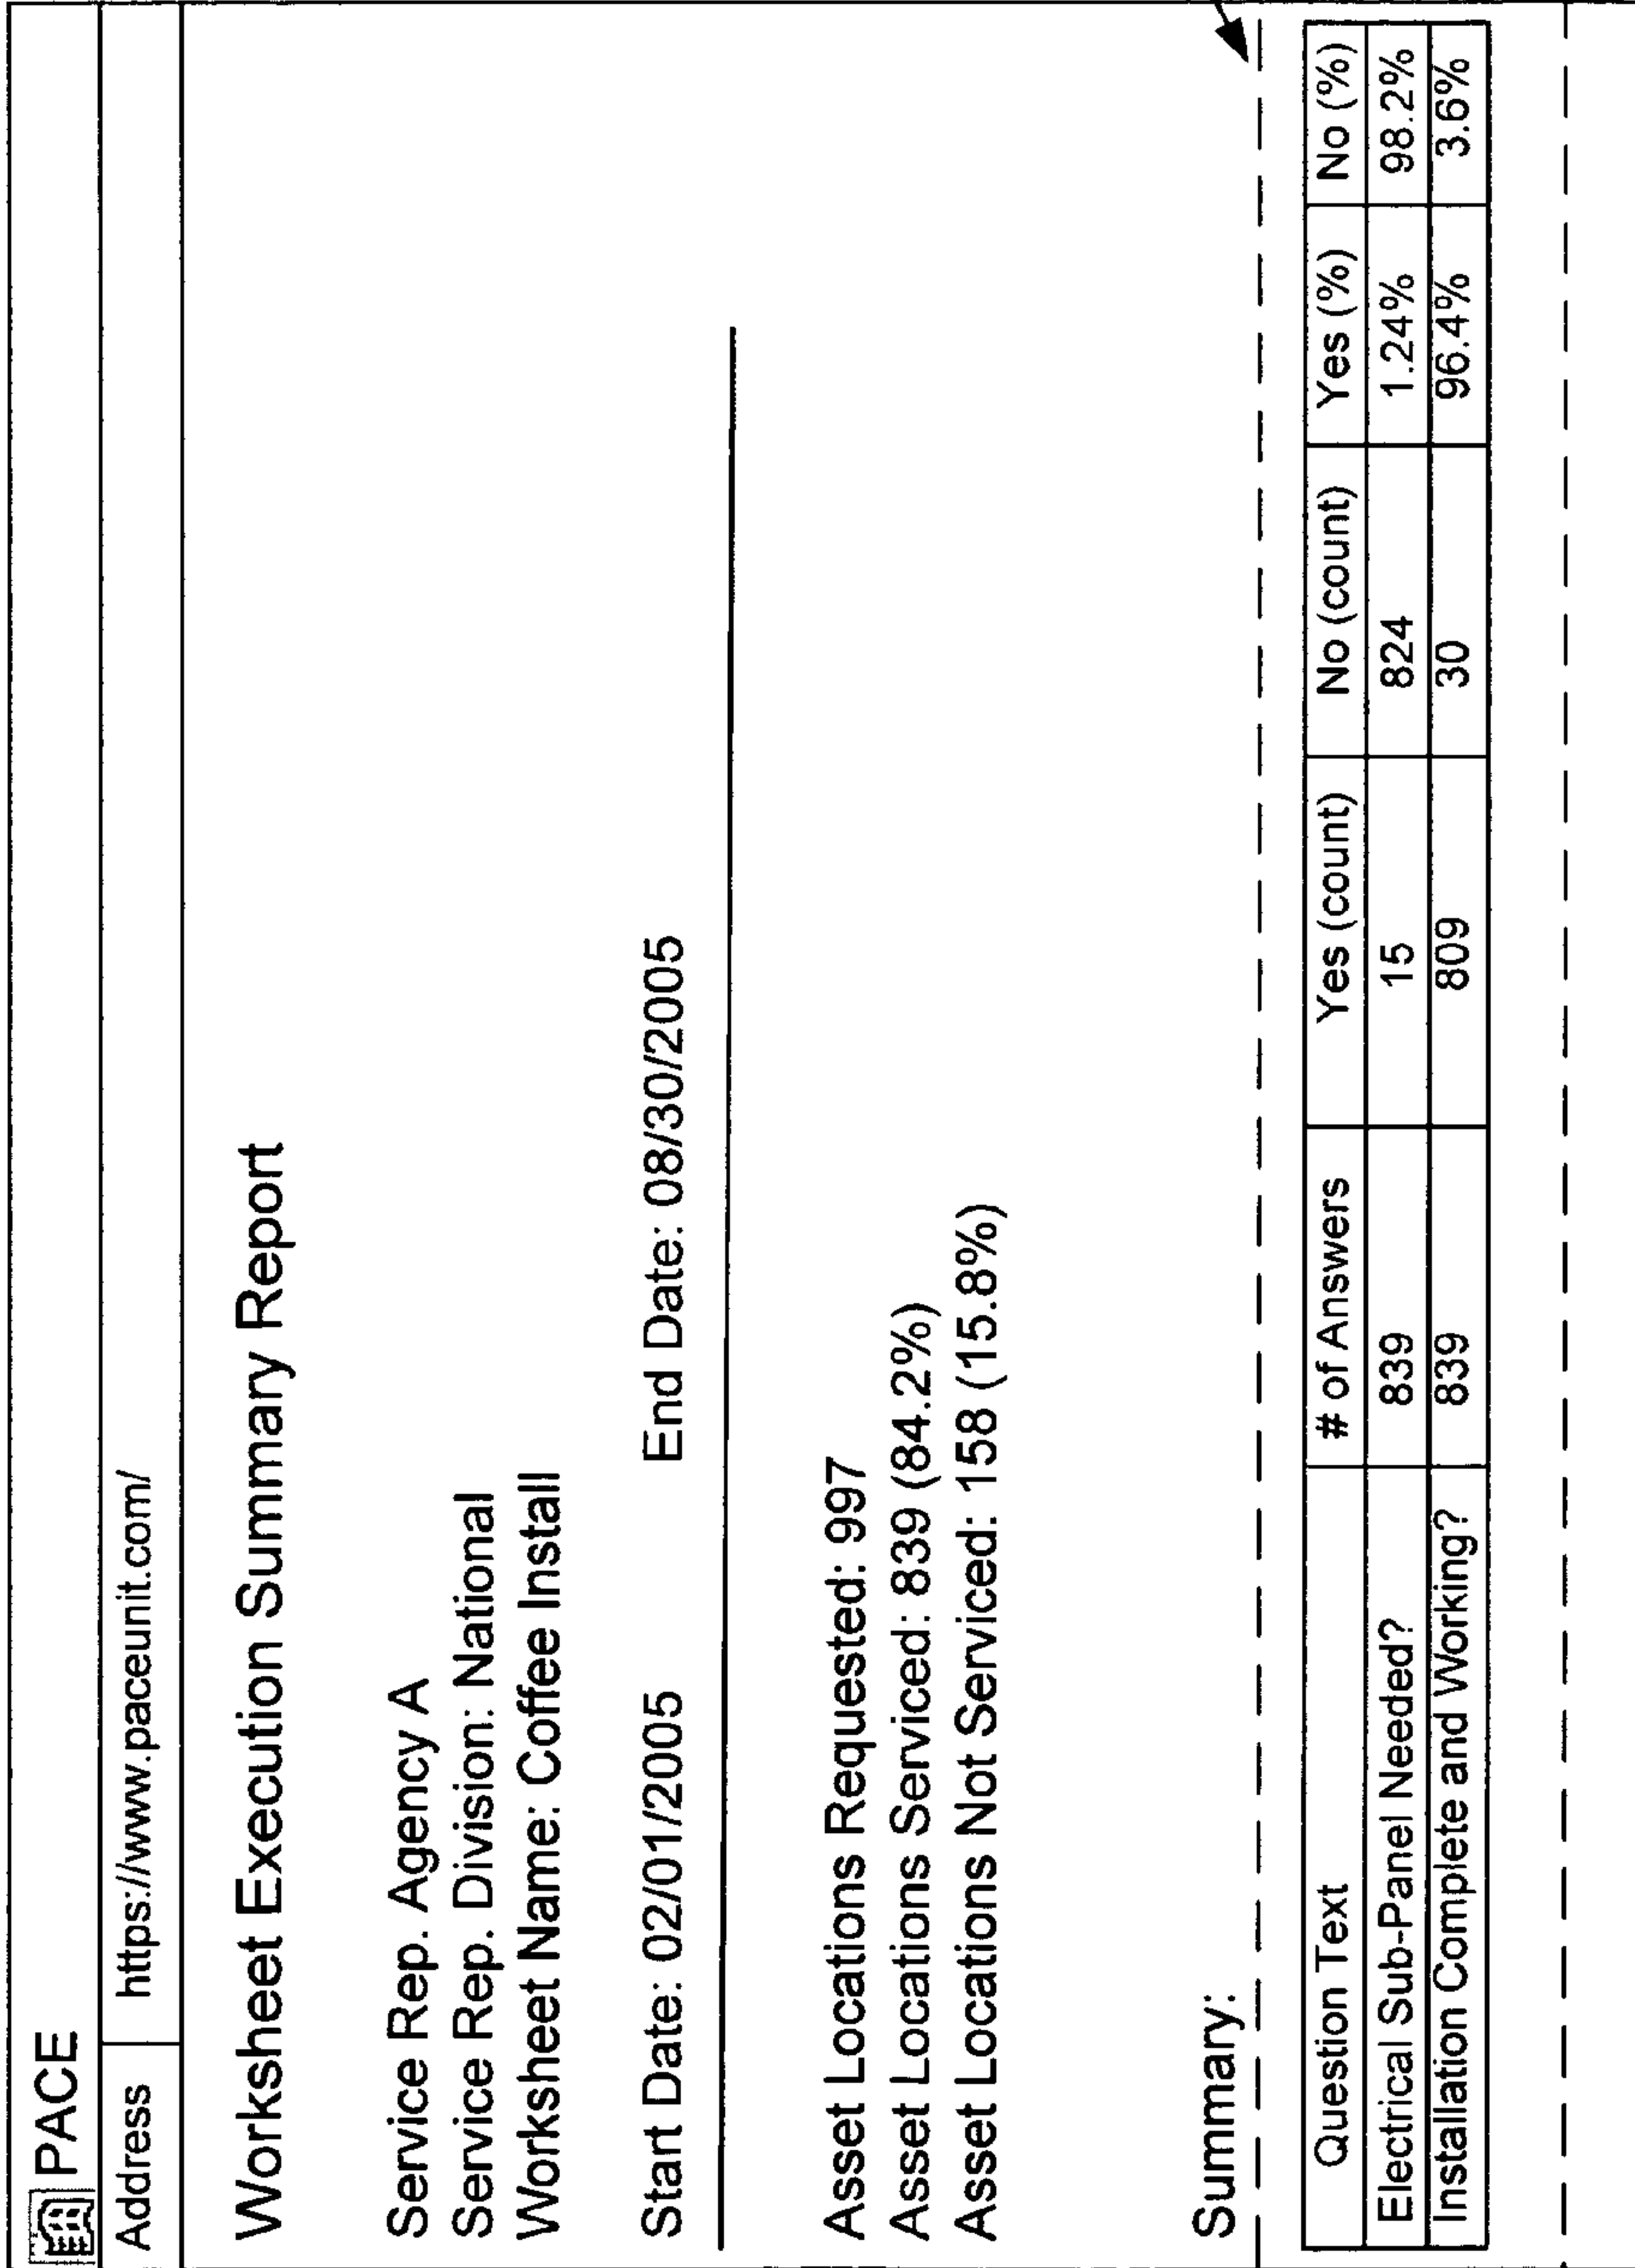 PACE
Address https://www.paceunit.com/
Worksheet Execution Summary Report
Service Rep. Agency A
Service Rep. Division: National
Worksheet Name: Coffee Install
Start Date: 02/01/2005 End Date: 08/30/2005
Asset Locations Requested: 997
Asset Locations Serviced: 839 (84.2%)
Asset Locations Not Serviced: 158 (15.8%)
Summary:
Question Text # of Answers Yes (count) No (count) Yes (%) No (%)
Electrical Sub-Panel Needed? 839 15 824 1.24% 98.2%
Installation Complete and Working? 839 809 30 96.4% 3.6%